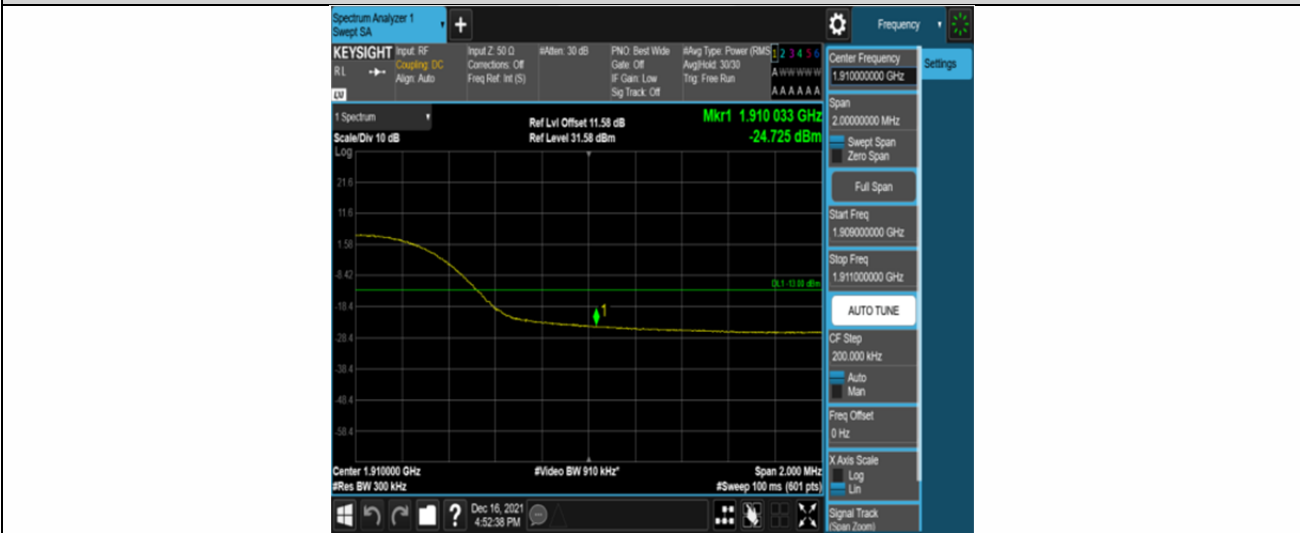 Spectrum Analyzer 1
Swept SA
Frequency
KEYSIGHT
R L
LXI
Input: RF
Coupling: DC
Align: Auto
Input Z: 50 Ω
Corrections: Off
Freq Ref: Int (S)
#Atten: 30 dB
PNO: Best Wide
Gate: Off
IF Gain: Low
Sig Track: Off
#Avg Type: Power (RMS
Avg|Hold: 30/30
Trig: Free Run
1 2 3 4 5 6
A W W W W W
A A A A A A
1 Spectrum
Scale/Div 10 dB
Log
Ref Lvl Offset 11.58 dB
Ref Level 31.58 dBm
Mkr1 1.910 033 GHz
-24.725 dBm
21.6
11.6
1.58
-8.42
-18.4
-28.4
-38.4
-48.4
-58.4
DL1 -13.00 dBm
1
Center 1.910000 GHz
#Res BW 300 kHz
#Video BW 910 kHz*
Span 2.000 MHz
#Sweep 100 ms (601 pts)
Center Frequency
1.910000000 GHz
Span
2.00000000 MHz
Swept Span
Zero Span
Full Span
Start Freq
1.909000000 GHz
Stop Freq
1.911000000 GHz
AUTO TUNE
CF Step
200.000 kHz
Auto
Man
Freq Offset
0 Hz
X Axis Scale
Log
Lin
Signal Track
(Span Zoom)
Settings
?
Dec 16, 2021
4:52:38 PM